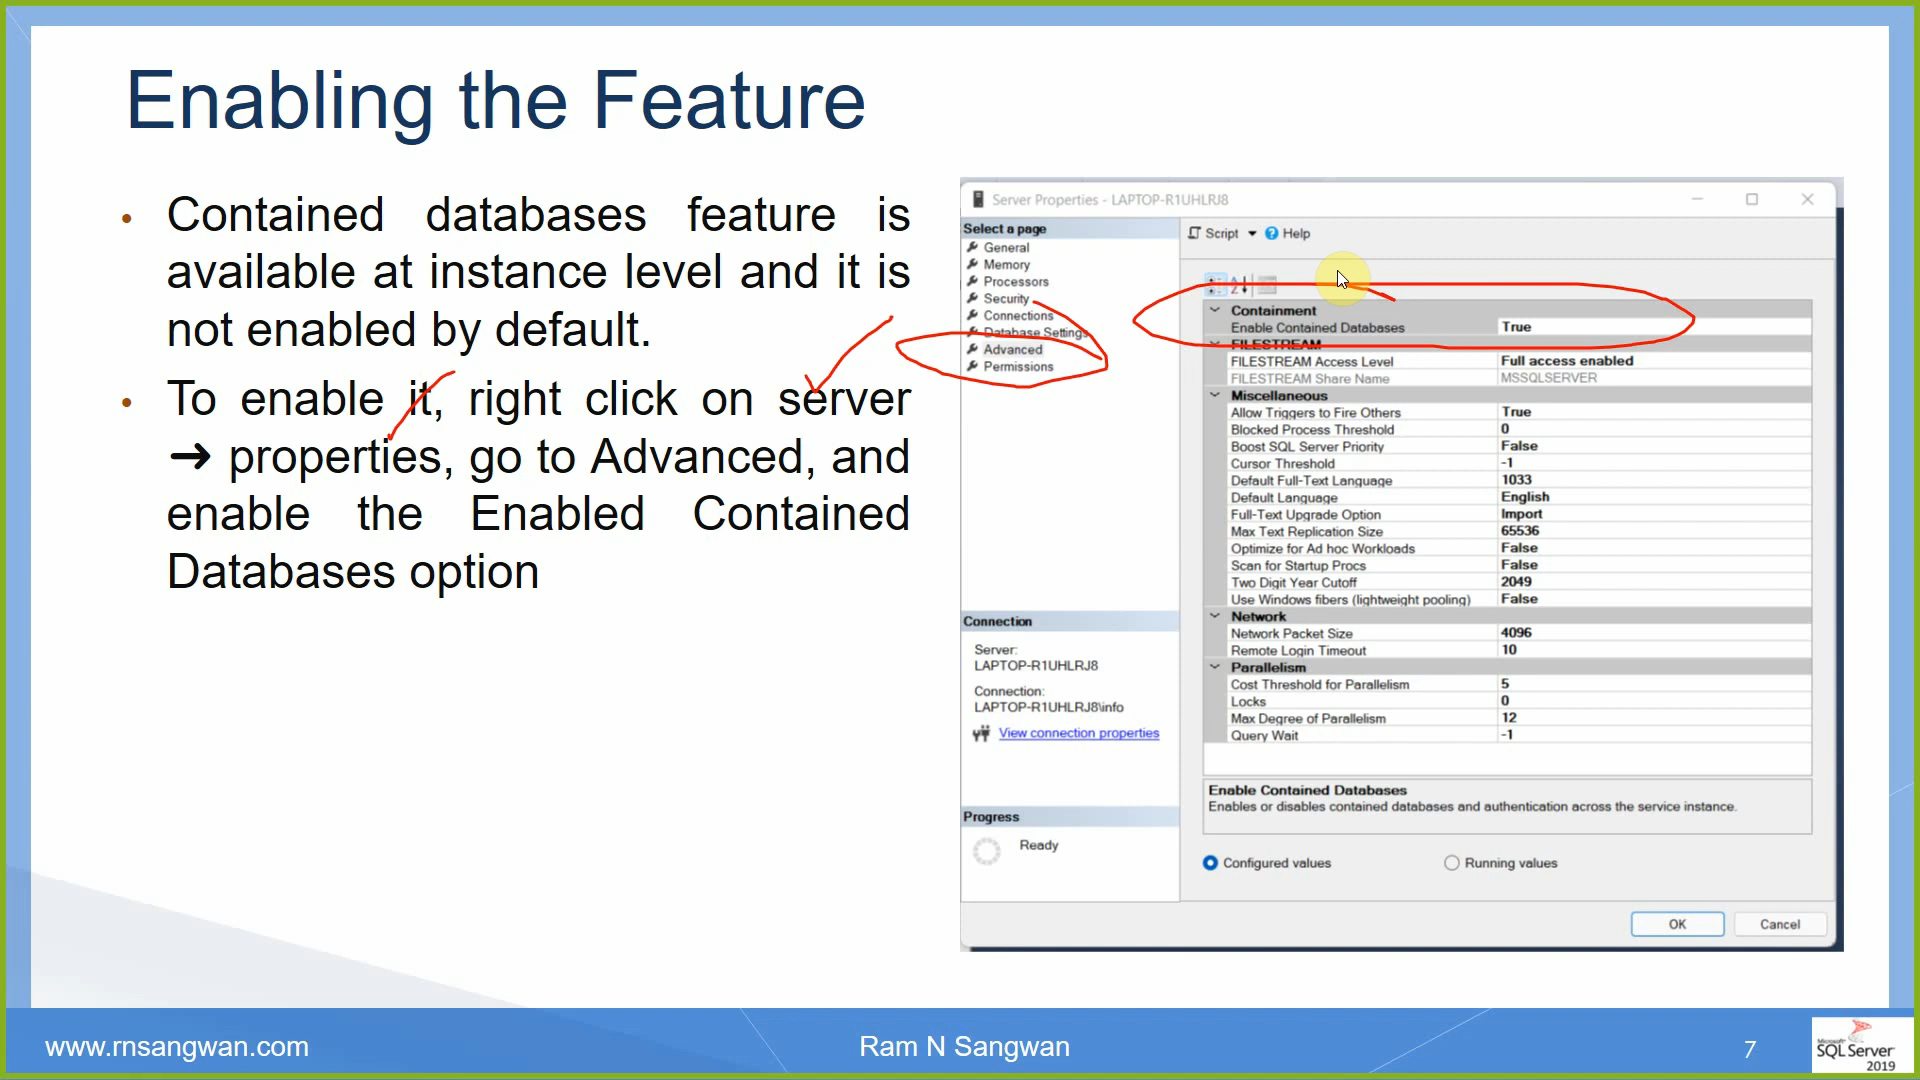 Enabling the Feature
• Contained databases feature is
available at instance level and it is
not enabled by default.
• To enable it, right click on server
➔ properties, go to Advanced, and
enable the Enabled Contained
Databases option
Server Properties - LAPTOP-R1UHLRJ8
Select a page
General
Memory
Processors
Security
Connections
Database Settings
Advanced
Permissions
Connection
Server:
LAPTOP-R1UHLRJ8
Connection:
LAPTOP-R1UHLRJ8\info
View connection properties
Progress
Ready
Script Help
Containment
Enable Contained Databases True
FILESTREAM
FILESTREAM Access Level Full access enabled
FILESTREAM Share Name MSSQLSERVER
Miscellaneous
Allow Triggers to Fire Others True
Blocked Process Threshold 0
Boost SQL Server Priority False
Cursor Threshold -1
Default Full-Text Language 1033
Default Language English
Full-Text Upgrade Option Import
Max Text Replication Size 65536
Optimize for Ad hoc Workloads False
Scan for Startup Procs False
Two Digit Year Cutoff 2049
Use Windows fibers (lightweight pooling) False
Network
Network Packet Size 4096
Remote Login Timeout 10
Parallelism
Cost Threshold for Parallelism 5
Locks 0
Max Degree of Parallelism 12
Query Wait -1
Enable Contained Databases
Enables or disables contained databases and authentication across the service instance.
Configured values Running values
OK Cancel
www.rnsangwan.com Ram N Sangwan 7
Microsoft
SQL Server
2019